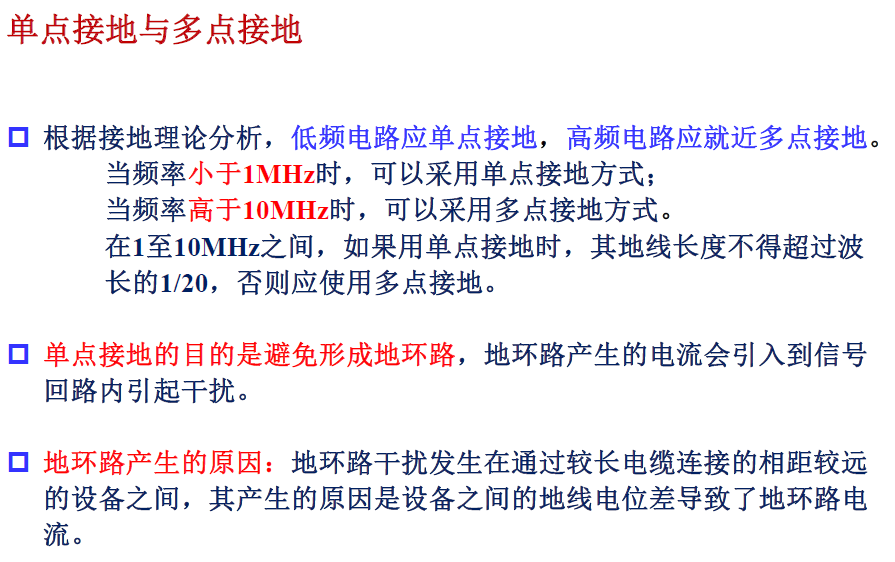 单点接地与多点接地
根据接地理论分析，低频电路应单点接地，高频电路应就近多点接地。
当频率小于1MHz时，可以采用单点接地方式；
当频率高于10MHz时，可以采用多点接地方式。
在1至10MHz之间，如果用单点接地时，其地线长度不得超过波
长的1/20，否则应使用多点接地。
单点接地的目的是避免形成地环路，地环路产生的电流会引入到信号
回路内引起干扰。
地环路产生的原因：地环路干扰发生在通过较长电缆连接的相距较远
的设备之间，其产生的原因是设备之间的地线电位差导致了地环路电
流。